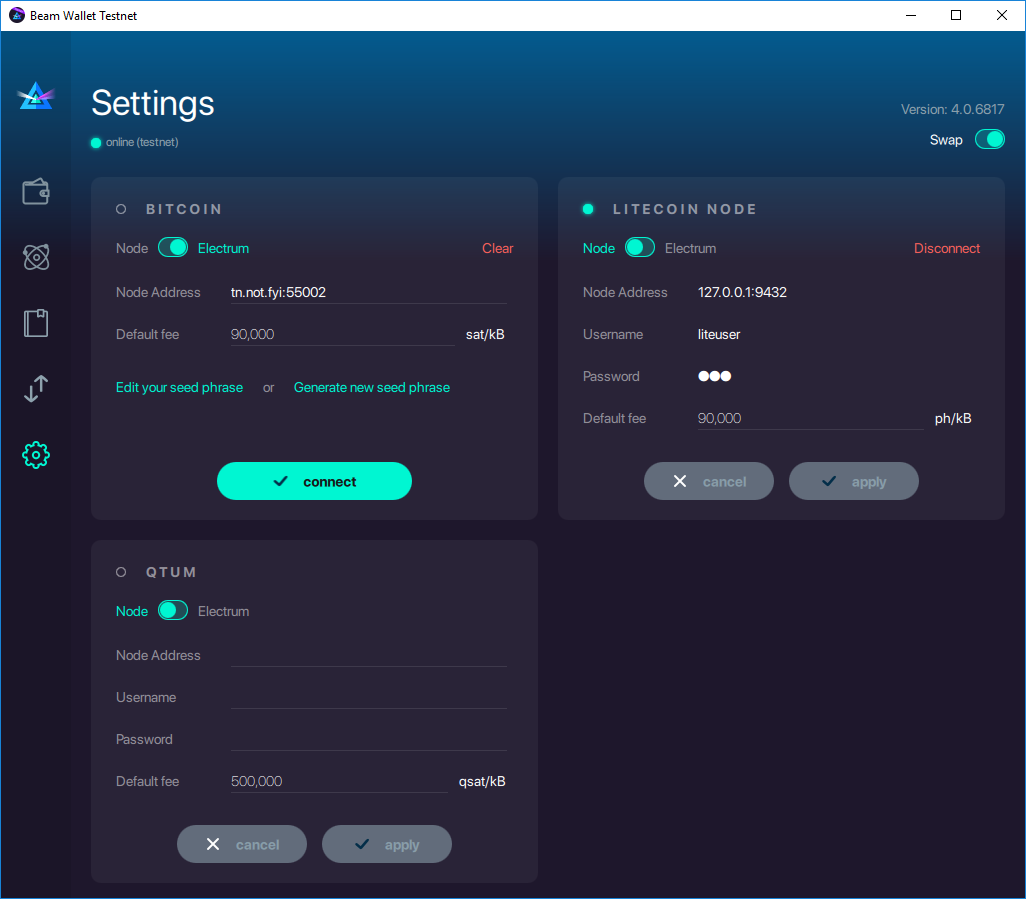 Beam Wallet Testnet
Settings
Version: 4.0.6817
online (testnet)
Swap
BITCOIN
Node Electrum Clear
Node Address tn.not.fyi:55002
Default fee 90,000 sat/kB
Edit your seed phrase or Generate new seed phrase
connect
LITECOIN NODE
Node Electrum Disconnect
Node Address 127.0.0.1:9432
Username liteuser
Password ●●●
Default fee 90,000 ph/kB
cancel apply
QTUM
Node Electrum
Node Address
Username
Password
Default fee 500,000 qsat/kB
cancel apply